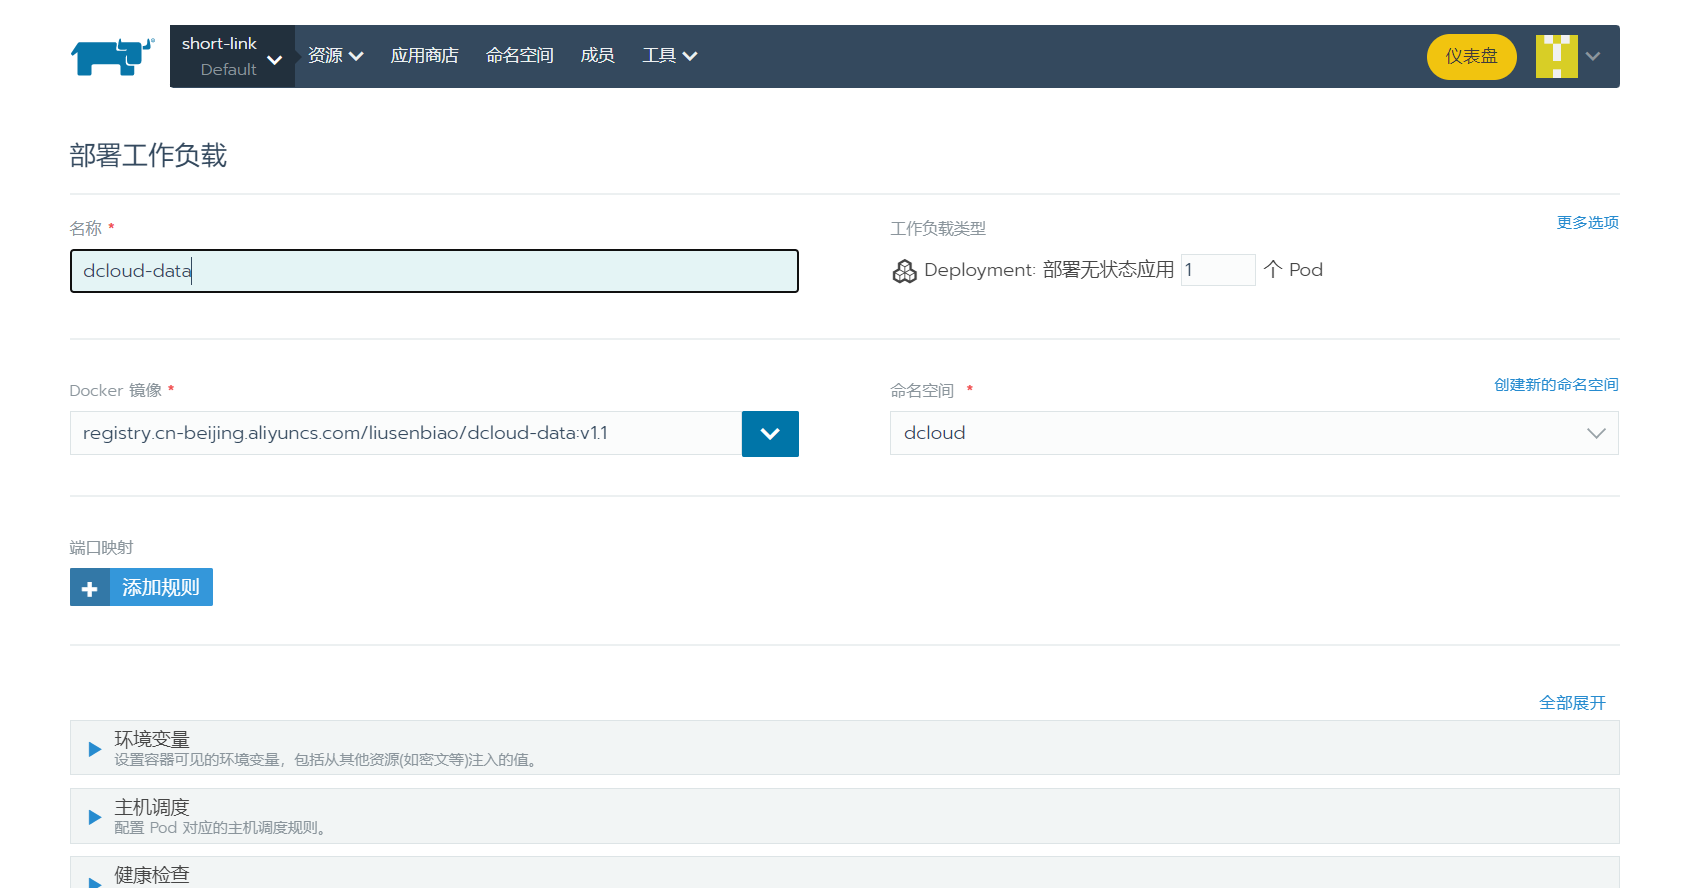 short-link
Default
资源
应用商店
命名空间
成员
工具
仪表盘
部署工作负载
名称 *
dcloud-data
工作负载类型
更多选项
Deployment: 部署无状态应用 1 个 Pod
Docker 镜像 *
registry.cn-beijing.aliyuncs.com/liusenbiao/dcloud-data:v1.1
命名空间 *
创建新的命名空间
dcloud
端口映射
添加规则
全部展开
环境变量
设置容器可见的环境变量，包括从其他资源(如密文等)注入的值。
主机调度
配置 Pod 对应的主机调度规则。
健康检查